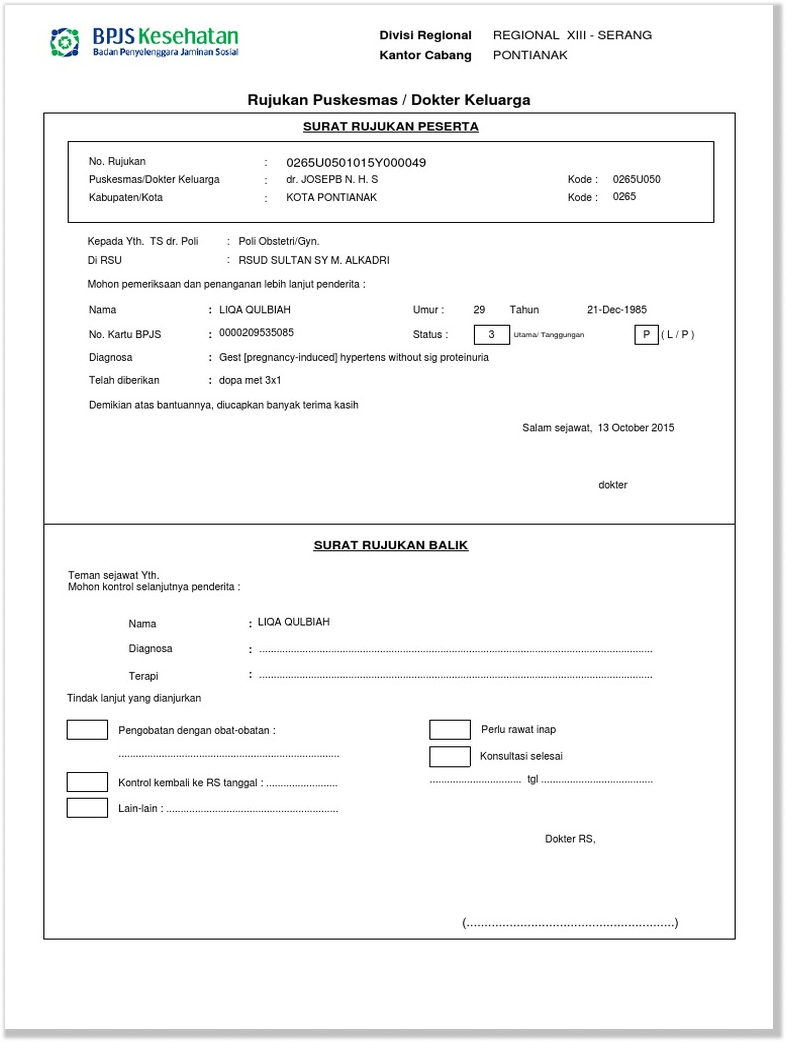 BPJS Kesehatan
Badan Penyelenggara Jaminan Sosial
Divisi Regional REGIONAL XIII - SERANG
Kantor Cabang PONTIANAK
Rujukan Puskesmas / Dokter Keluarga
SURAT RUJUKAN PESERTA
No. Rujukan : 0265U0501015Y000049
Puskesmas/Dokter Keluarga : dr. JOSEPB N. H. S Kode : 0265U050
Kabupaten/Kota : KOTA PONTIANAK Kode : 0265
Kepada Yth. TS dr. Poli : Poli Obstetri/Gyn.
Di RSU : RSUD SULTAN SY M. ALKADRI
Mohon pemeriksaan dan penanganan lebih lanjut penderita :
Nama : LIQA QULBIAH Umur : 29 Tahun 21-Dec-1985
No. Kartu BPJS : 0000209535085 Status : 3 Utama/ Tanggungan P ( L / P )
Diagnosa : Gest [pregnancy-induced] hypertens without sig proteinuria
Telah diberikan : dopa met 3x1
Demikian atas bantuannya, diucapkan banyak terima kasih
Salam sejawat, 13 October 2015
dokter
SURAT RUJUKAN BALIK
Teman sejawat Yth.
Mohon kontrol selanjutnya penderita :
Nama : LIQA QULBIAH
Diagnosa : ..........................................................................................................................................
Terapi : ..........................................................................................................................................
Tindak lanjut yang dianjurkan
Pengobatan dengan obat-obatan : Perlu rawat inap
.............................................................................
Konsultasi selesai
Kontrol kembali ke RS tanggal : ......................... ................................ tgl .......................................
Lain-lain : ............................................................
Dokter RS,
(............................................................)